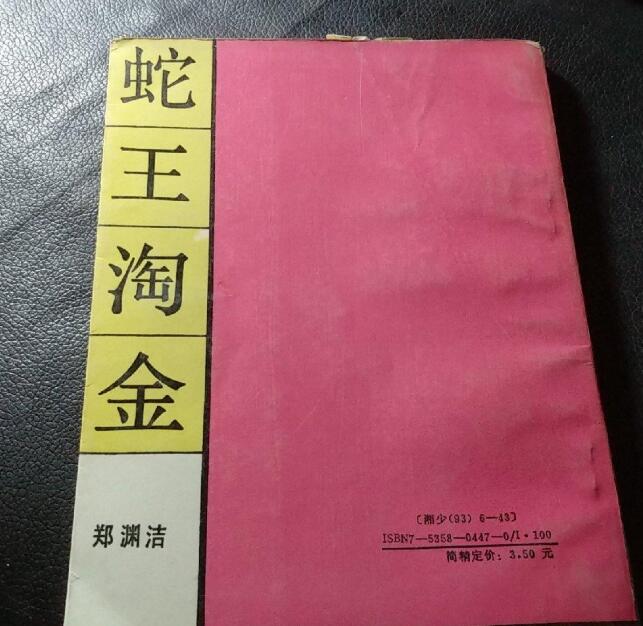 蛇王淘金
郑渊洁
〔湘少(93) 6—43〕
ISBN7—5358—0447—0/I·100
简精定价: 3.50 元